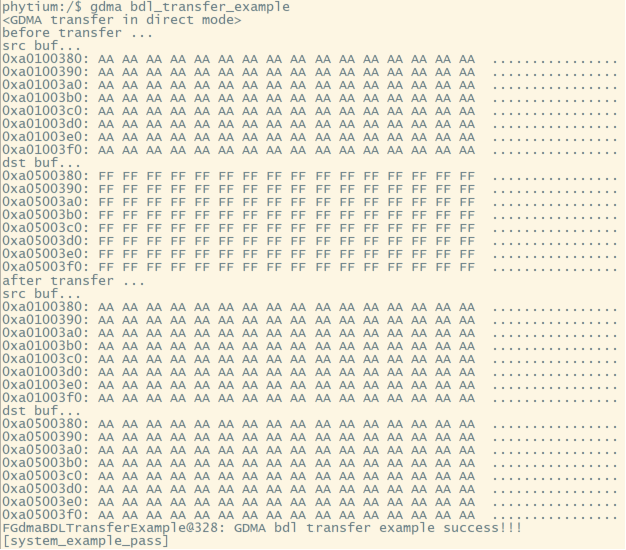 phytium:/$ gdma bdl_transfer_example
<GDMA transfer in direct mode>
before transfer ...
src buf...
0xa0100380: AA AA AA AA AA AA AA AA AA AA AA AA AA AA AA AA  ................
0xa0100390: AA AA AA AA AA AA AA AA AA AA AA AA AA AA AA AA  ................
0xa01003a0: AA AA AA AA AA AA AA AA AA AA AA AA AA AA AA AA  ................
0xa01003b0: AA AA AA AA AA AA AA AA AA AA AA AA AA AA AA AA  ................
0xa01003c0: AA AA AA AA AA AA AA AA AA AA AA AA AA AA AA AA  ................
0xa01003d0: AA AA AA AA AA AA AA AA AA AA AA AA AA AA AA AA  ................
0xa01003e0: AA AA AA AA AA AA AA AA AA AA AA AA AA AA AA AA  ................
0xa01003f0: AA AA AA AA AA AA AA AA AA AA AA AA AA AA AA AA  ................
dst buf...
0xa0500380: FF FF FF FF FF FF FF FF FF FF FF FF FF FF FF FF  ................
0xa0500390: FF FF FF FF FF FF FF FF FF FF FF FF FF FF FF FF  ................
0xa05003a0: FF FF FF FF FF FF FF FF FF FF FF FF FF FF FF FF  ................
0xa05003b0: FF FF FF FF FF FF FF FF FF FF FF FF FF FF FF FF  ................
0xa05003c0: FF FF FF FF FF FF FF FF FF FF FF FF FF FF FF FF  ................
0xa05003d0: FF FF FF FF FF FF FF FF FF FF FF FF FF FF FF FF  ................
0xa05003e0: FF FF FF FF FF FF FF FF FF FF FF FF FF FF FF FF  ................
0xa05003f0: FF FF FF FF FF FF FF FF FF FF FF FF FF FF FF FF  ................
after transfer ...
src buf...
0xa0100380: AA AA AA AA AA AA AA AA AA AA AA AA AA AA AA AA  ................
0xa0100390: AA AA AA AA AA AA AA AA AA AA AA AA AA AA AA AA  ................
0xa01003a0: AA AA AA AA AA AA AA AA AA AA AA AA AA AA AA AA  ................
0xa01003b0: AA AA AA AA AA AA AA AA AA AA AA AA AA AA AA AA  ................
0xa01003c0: AA AA AA AA AA AA AA AA AA AA AA AA AA AA AA AA  ................
0xa01003d0: AA AA AA AA AA AA AA AA AA AA AA AA AA AA AA AA  ................
0xa01003e0: AA AA AA AA AA AA AA AA AA AA AA AA AA AA AA AA  ................
0xa01003f0: AA AA AA AA AA AA AA AA AA AA AA AA AA AA AA AA  ................
dst buf...
0xa0500380: AA AA AA AA AA AA AA AA AA AA AA AA AA AA AA AA  ................
0xa0500390: AA AA AA AA AA AA AA AA AA AA AA AA AA AA AA AA  ................
0xa05003a0: AA AA AA AA AA AA AA AA AA AA AA AA AA AA AA AA  ................
0xa05003b0: AA AA AA AA AA AA AA AA AA AA AA AA AA AA AA AA  ................
0xa05003c0: AA AA AA AA AA AA AA AA AA AA AA AA AA AA AA AA  ................
0xa05003d0: AA AA AA AA AA AA AA AA AA AA AA AA AA AA AA AA  ................
0xa05003e0: AA AA AA AA AA AA AA AA AA AA AA AA AA AA AA AA  ................
0xa05003f0: AA AA AA AA AA AA AA AA AA AA AA AA AA AA AA AA  ................
FGdmaBDLTransferExample@328: GDMA bdl transfer example success!!!
[system_example_pass]